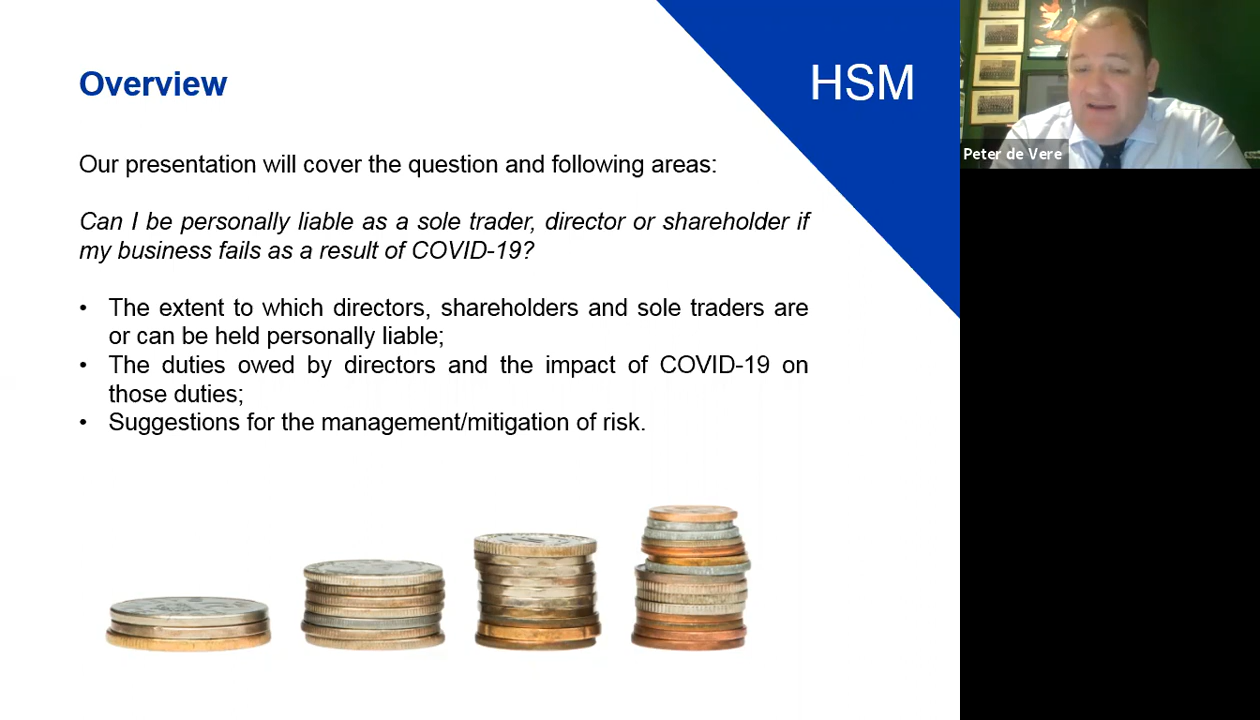 Overview
HSM
Our presentation will cover the question and following areas:
Can I be personally liable as a sole trader, director or shareholder if
my business fails as a result of COVID-19?
• The extent to which directors, shareholders and sole traders are
or can be held personally liable;
• The duties owed by directors and the impact of COVID-19 on
those duties;
• Suggestions for the management/mitigation of risk.
Peter de Vere